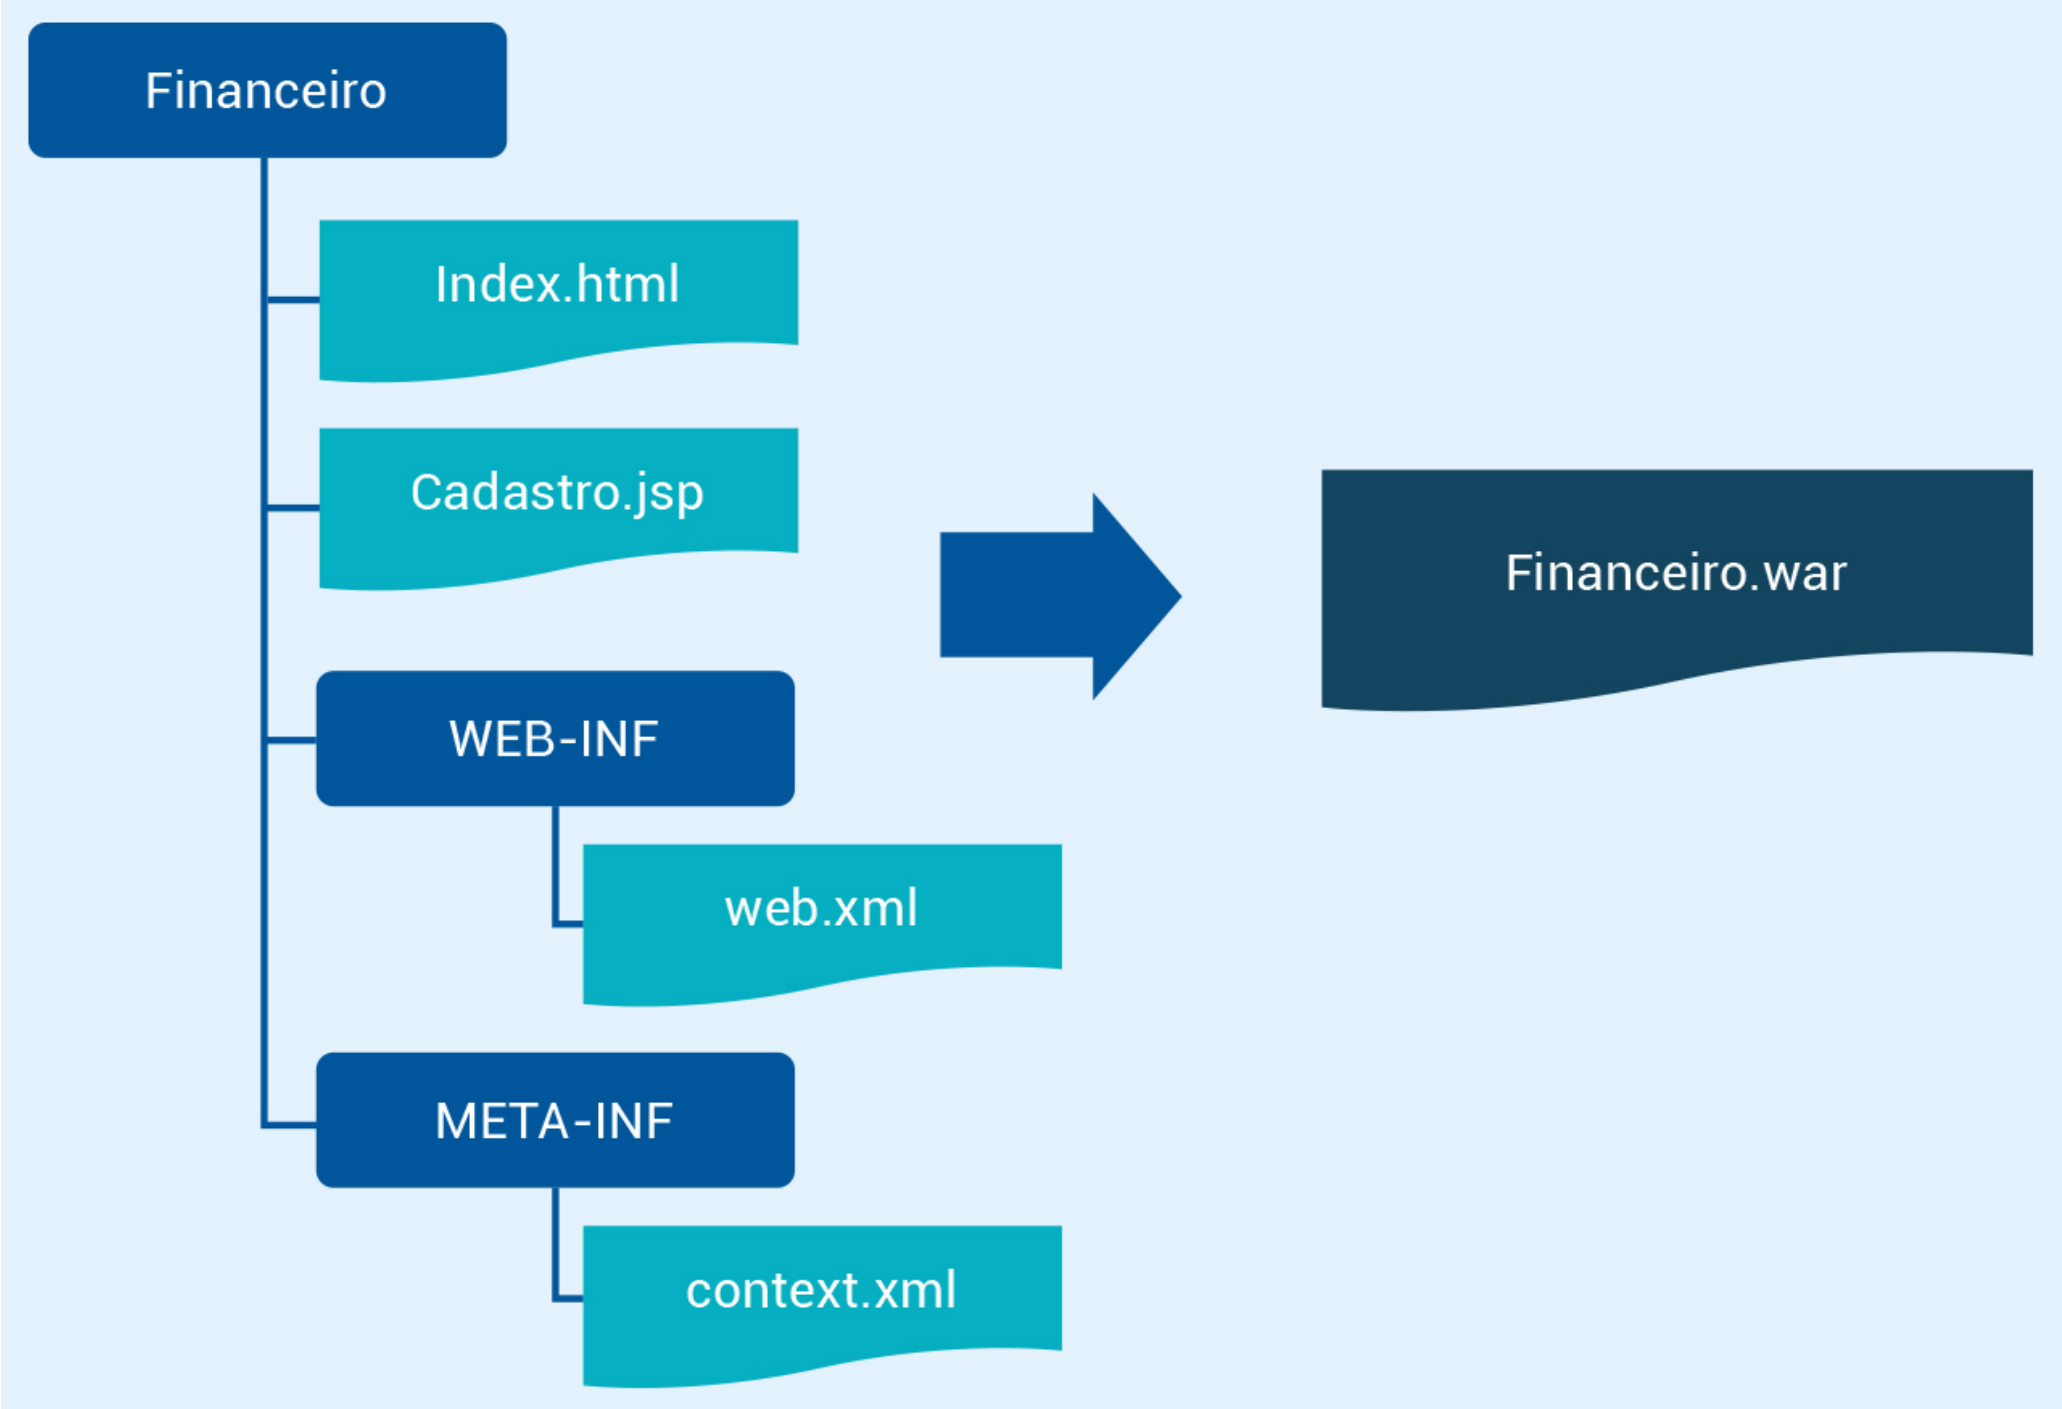 Financeiro
Index.html
Cadastro.jsp
Financeiro.war
WEB-INF
web.xml
META-INF
context.xml